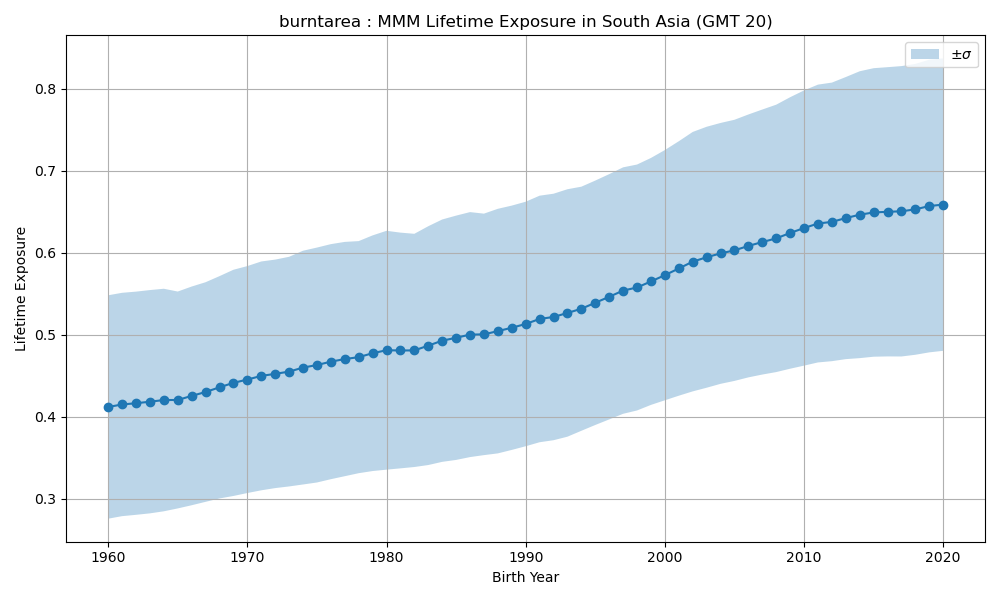 burntarea : MMM Lifetime Exposure in South Asia (GMT 20)
±σ
0.8
0.7
0.6
0.5
0.4
0.3
Lifetime Exposure
1960 1970 1980 1990 2000 2010 2020
Birth Year